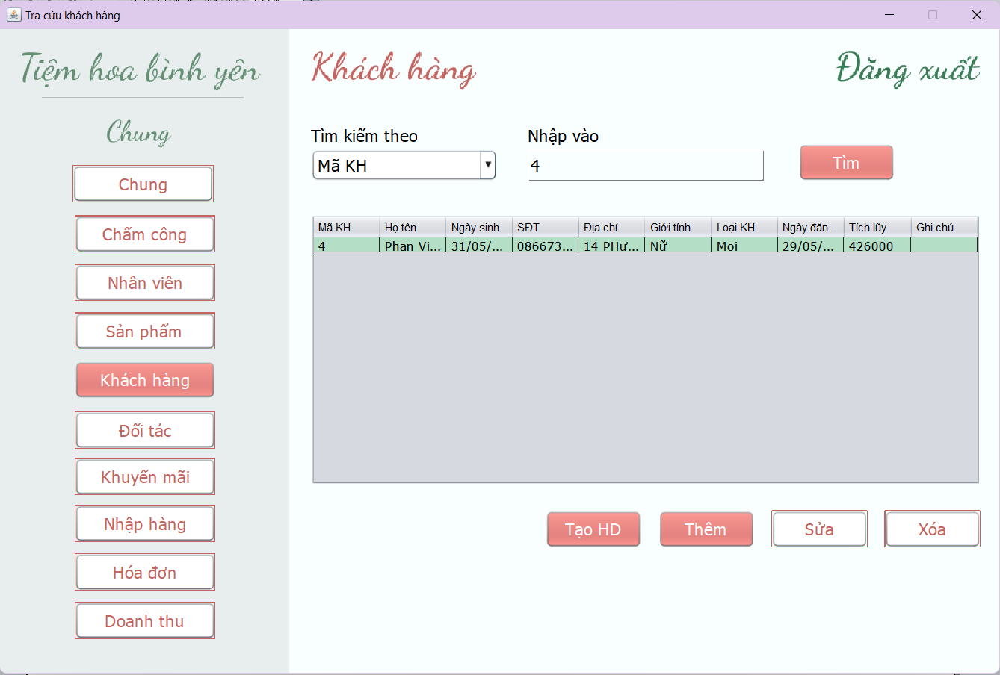 Tra cứu khách hàng
Tiệm hoa bình yên
Chung
Chung
Chấm công
Nhân viên
Sản phẩm
Khách hàng
Đối tác
Khuyến mãi
Nhập hàng
Hóa đơn
Doanh thu
Khách hàng
Đăng xuất
Tìm kiếm theo
Nhập vào
Mã KH
4
Tìm
Mã KH Họ tên Ngày sinh SĐT Địa chỉ Giới tính Loại KH Ngày đăn... Tích lũy Ghi chú
4 Phan Vi... 31/05/... 086673... 14 PHư... Nữ Moi 29/05/... 426000
Tạo HD Thêm Sửa Xóa